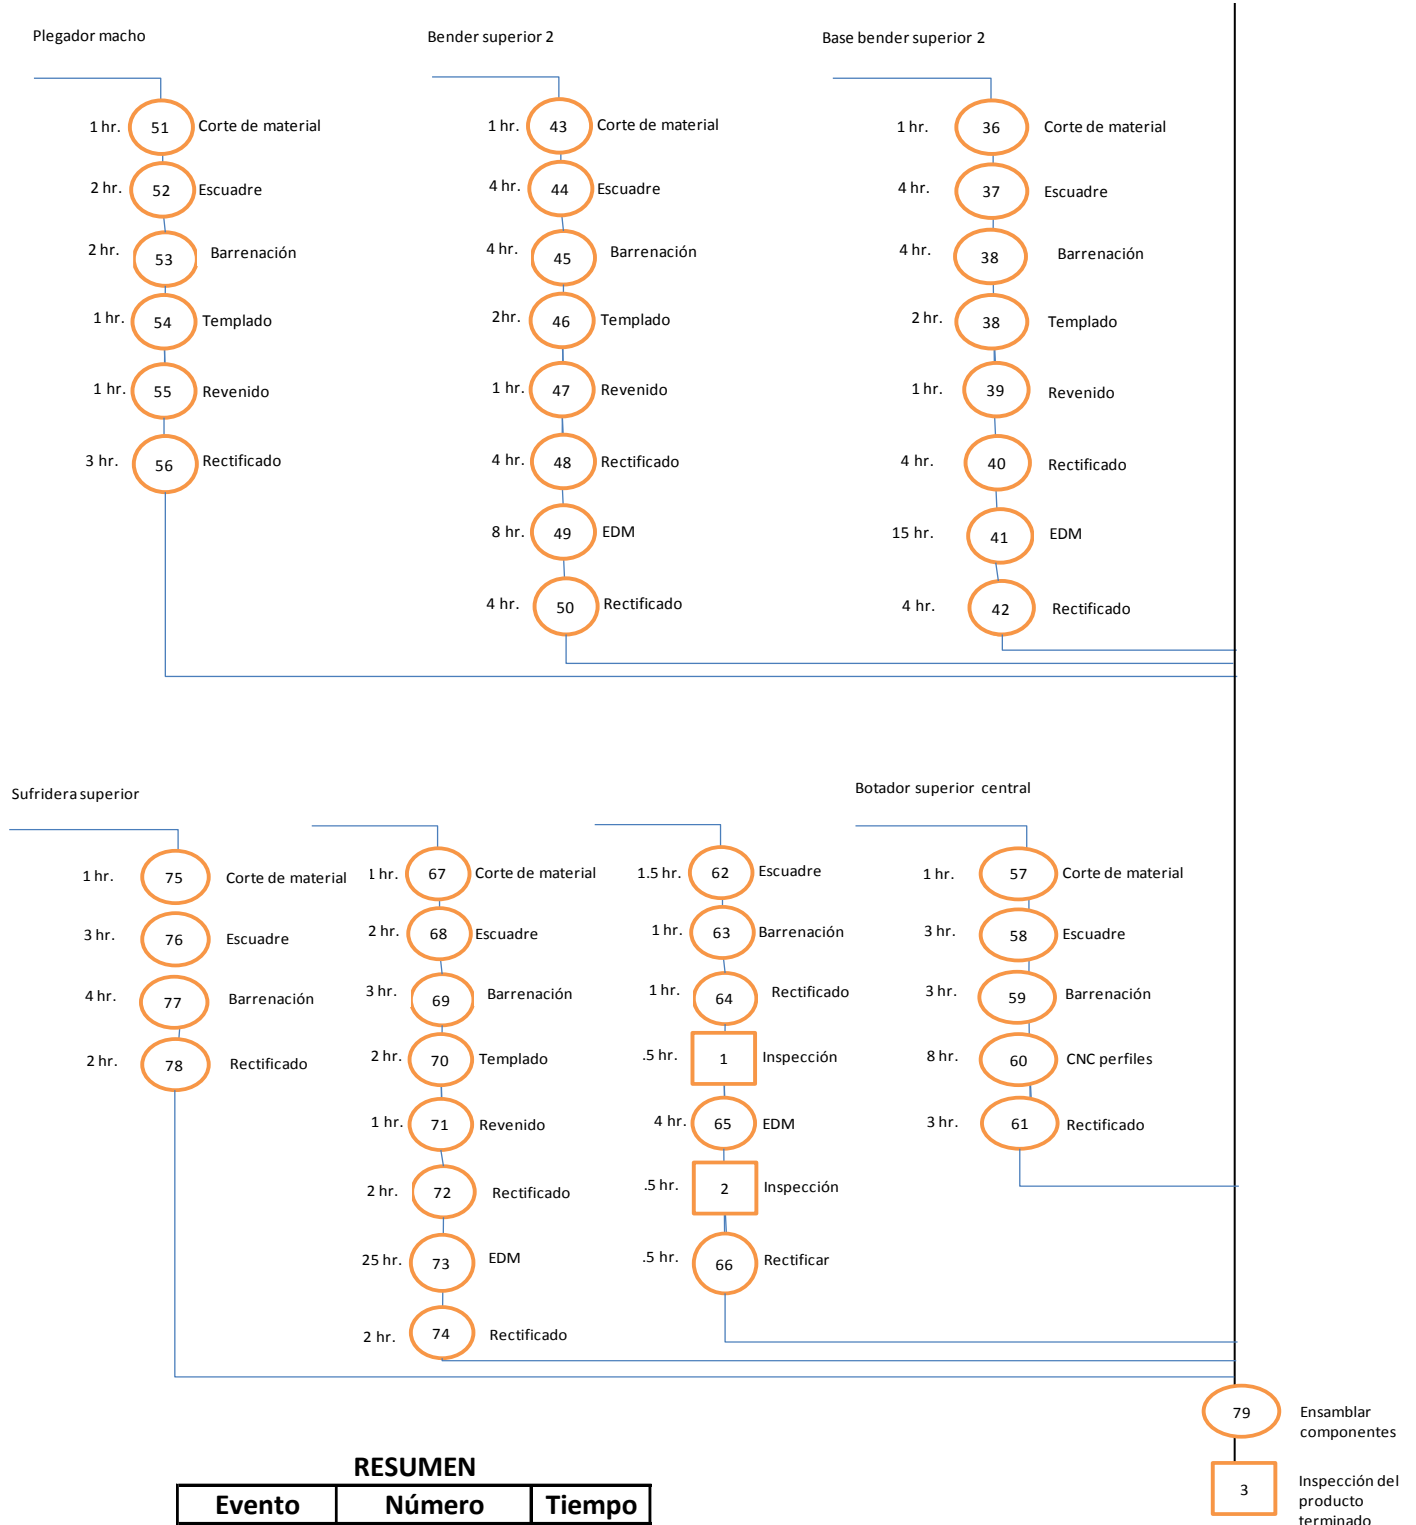 Plegador macho
1 hr. 51 Corte de material
2 hr. 52 Escuadre
2 hr. 53 Barrenación
1 hr. 54 Templado
1 hr. 55 Revenido
3 hr. 56 Rectificado
Bender superior 2
1 hr. 43 Corte de material
4 hr. 44 Escuadre
4 hr. 45 Barrenación
2hr. 46 Templado
1 hr. 47 Revenido
4 hr. 48 Rectificado
8 hr. 49 EDM
4 hr. 50 Rectificado
Base bender superior 2
1 hr. 36 Corte de material
4 hr. 37 Escuadre
4 hr. 38 Barrenación
2 hr. 38 Templado
1 hr. 39 Revenido
4 hr. 40 Rectificado
15 hr. 41 EDM
4 hr. 42 Rectificado
Sufridera superior
1 hr. 75 Corte de material
3 hr. 76 Escuadre
4 hr. 77 Barrenación
2 hr. 78 Rectificado
1 hr. 67 Corte de material
2 hr. 68 Escuadre
3 hr. 69 Barrenación
2 hr. 70 Templado
1 hr. 71 Revenido
2 hr. 72 Rectificado
25 hr. 73 EDM
2 hr. 74 Rectificado
1.5 hr. 62 Escuadre
1 hr. 63 Barrenación
1 hr. 64 Rectificado
.5 hr. 1 Inspección
4 hr. 65 EDM
.5 hr. 2 Inspección
.5 hr. 66 Rectificar
Botador superior central
1 hr. 57 Corte de material
3 hr. 58 Escuadre
3 hr. 59 Barrenación
8 hr. 60 CNC perfiles
3 hr. 61 Rectificado
79 Ensamblar
componentes
3 Inspección del
producto
terminado
RESUMEN
Evento Número Tiempo